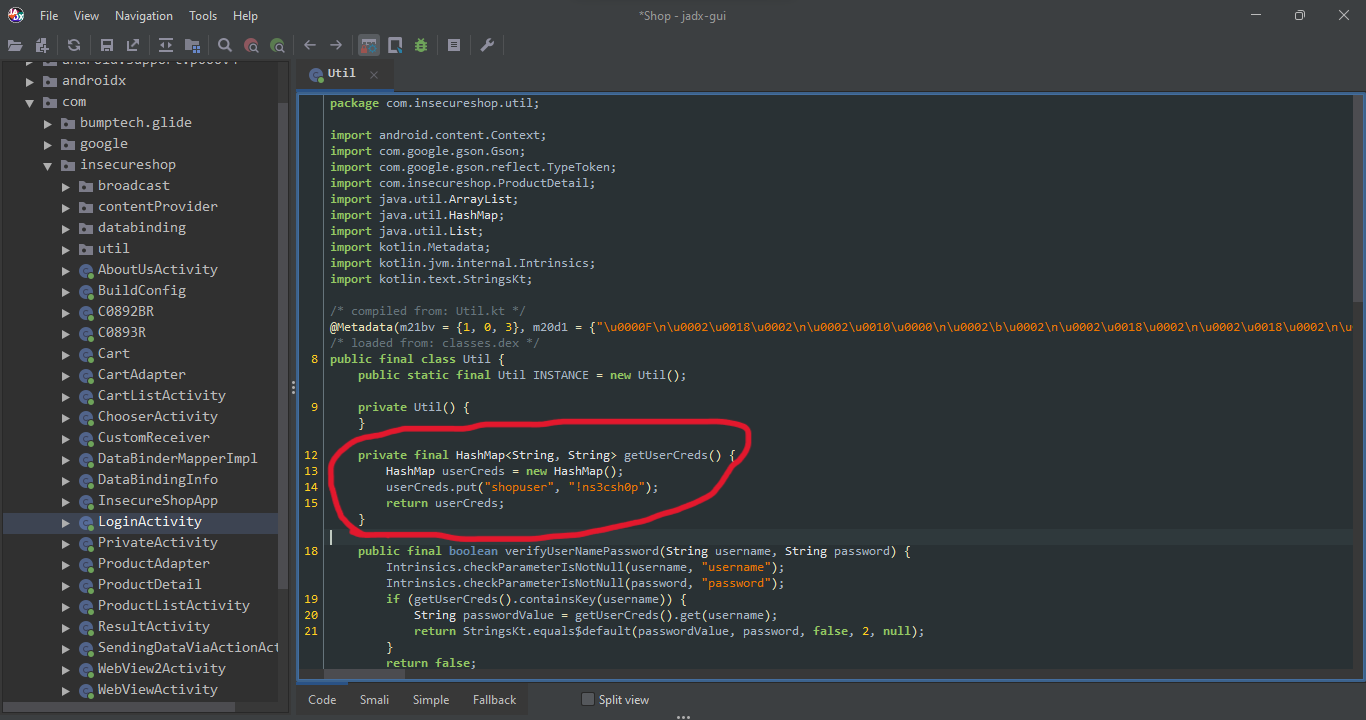 File View Navigation Tools Help
*Shop - jadx-gui
androidx
com
bumptech.glide
google
insecureshop
broadcast
contentProvider
databinding
util
AboutUsActivity
BuildConfig
C0892BR
C0893R
Cart
CartAdapter
CartListActivity
ChooserActivity
CustomReceiver
DataBinderMapperImpl
DataBindingInfo
InsecureShopApp
LoginActivity
PrivateActivity
ProductAdapter
ProductDetail
ProductListActivity
ResultActivity
SendingDataViaActionAct
WebView2Activity
WebViewActivity
Util
package com.insecureshop.util;
import android.content.Context;
import com.google.gson.Gson;
import com.google.gson.reflect.TypeToken;
import com.insecureshop.ProductDetail;
import java.util.ArrayList;
import java.util.HashMap;
import java.util.List;
import kotlin.Metadata;
import kotlin.jvm.internal.Intrinsics;
import kotlin.text.StringsKt;
/* compiled from: Util.kt */
@Metadata(m21bv = {1, 0, 3}, m20d1 = {"\u0000F\n\u0002\u0018\u0002\n\u0002\u0010\u0000\n\u0002\b\u0002\n\u0002\u0018\u0002\n\u0002\u0018\u0002\n\u
/* loaded from: classes.dex */
8 public final class Util {
public static final Util INSTANCE = new Util();
9 private Util() {
}
12 private final HashMap<String, String> getUserCreds() {
13 HashMap userCreds = new HashMap();
14 userCreds.put("shopuser", "!ns3csh0p");
15 return userCreds;
}
18 public final boolean verifyUserNamePassword(String username, String password) {
Intrinsics.checkParameterIsNotNull(username, "username");
Intrinsics.checkParameterIsNotNull(password, "password");
19 if (getUserCreds().containsKey(username)) {
20 String passwordValue = getUserCreds().get(username);
21 return StringsKt.equals$default(passwordValue, password, false, 2, null);
}
return false;
Code Smali Simple Fallback Split view